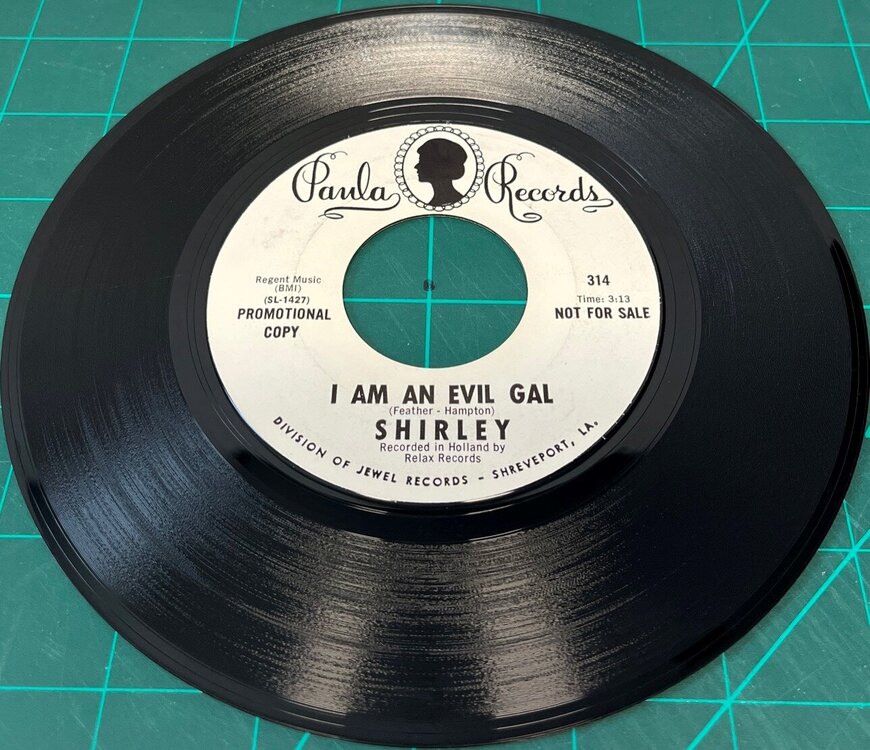 Paula Records
Regent Music
(BMI)
(SL-1427)
PROMOTIONAL
COPY
314
Time: 3:13
NOT FOR SALE
I AM AN EVIL GAL
(Feather - Hampton)
SHIRLEY
Recorded in Holland by
Relax Records
DIVISION OF JEWEL RECORDS - SHREVEPORT, LA.